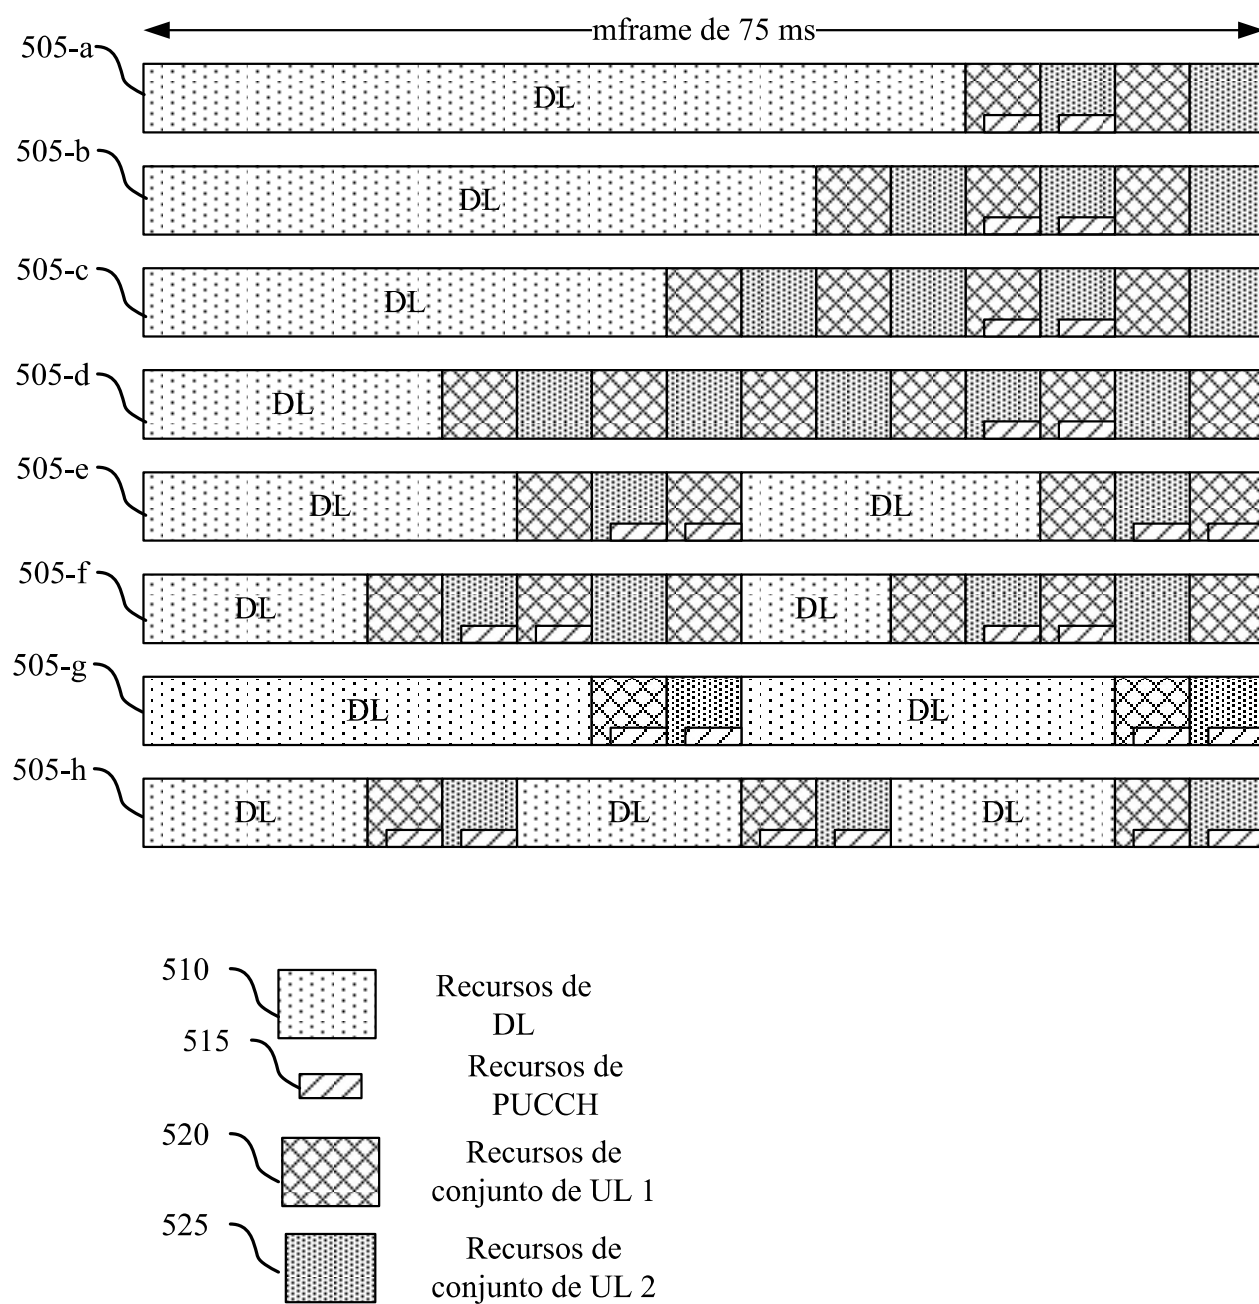 mframe de 75 ms
505-a
DL
505-b
DL
505-c
DL
505-d
DL
505-e
DL DL
505-f
DL DL
505-g
DL DL
505-h
DL DL DL
510
Recursos de
DL
515
Recursos de
PUCCH
520
Recursos de
conjunto de UL 1
525
Recursos de
conjunto de UL 2